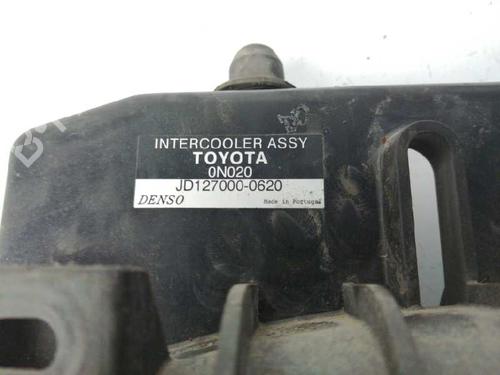 INTERCOOLER ASSY
TOYOTA
0N020
JD127000-0620
DENSO Made in Portugal